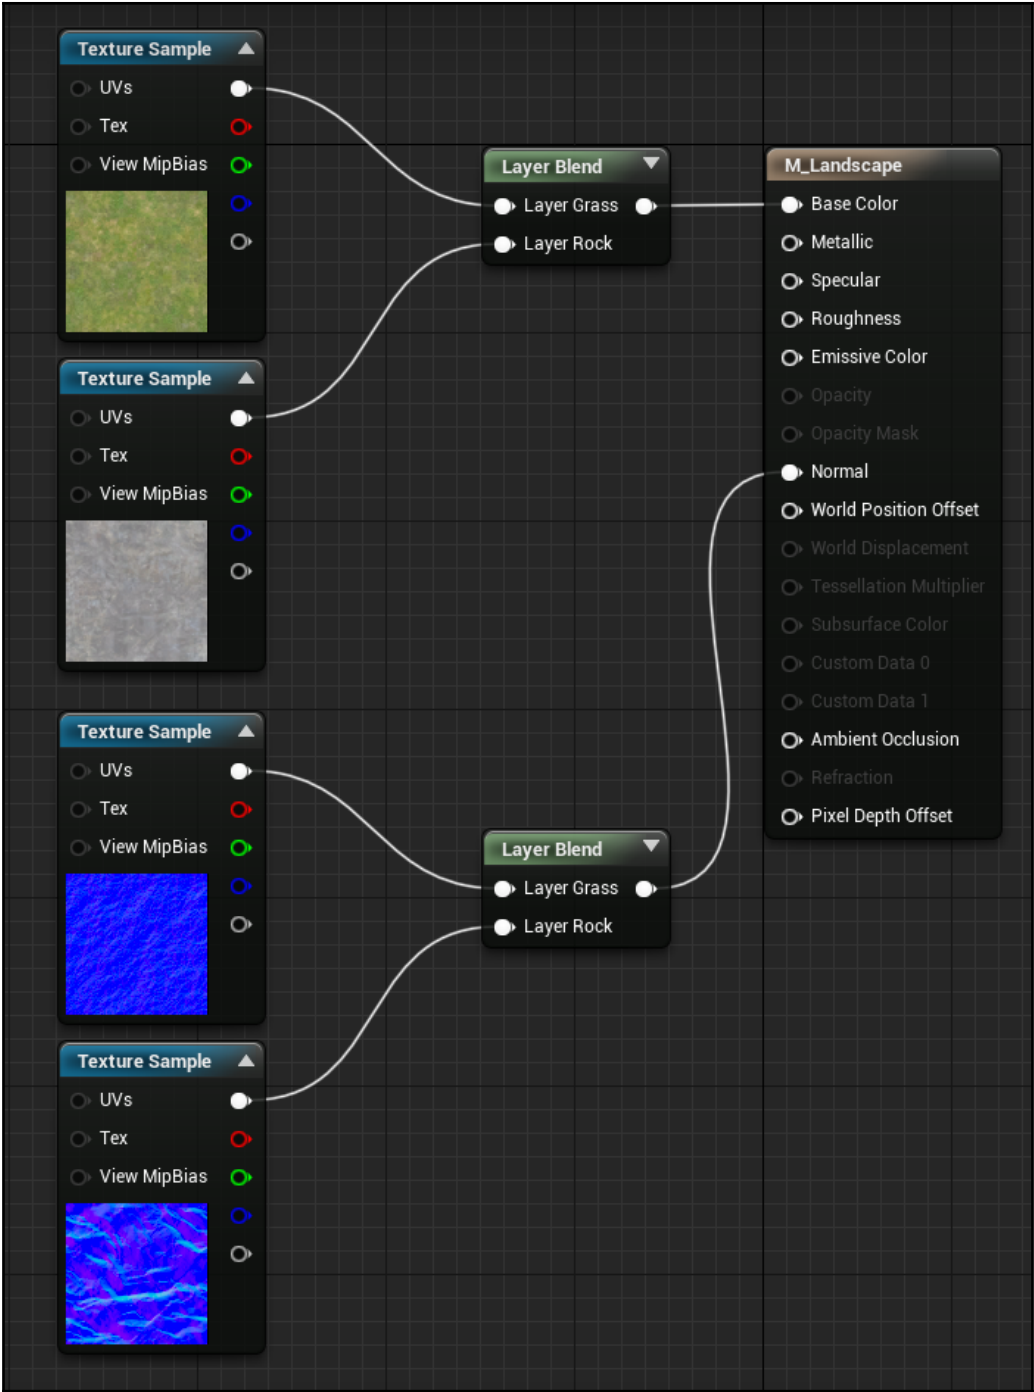 Texture Sample
UVs
Tex
View MipBias
Texture Sample
UVs
Tex
View MipBias
Texture Sample
UVs
Tex
View MipBias
Texture Sample
UVs
Tex
View MipBias
Layer Blend
Layer Grass
Layer Rock
Layer Blend
Layer Grass
Layer Rock
M_Landscape
Base Color
Metallic
Specular
Roughness
Emissive Color
Opacity
Opacity Mask
Normal
World Position Offset
World Displacement
Tessellation Multiplier
Subsurface Color
Custom Data 0
Custom Data 1
Ambient Occlusion
Refraction
Pixel Depth Offset